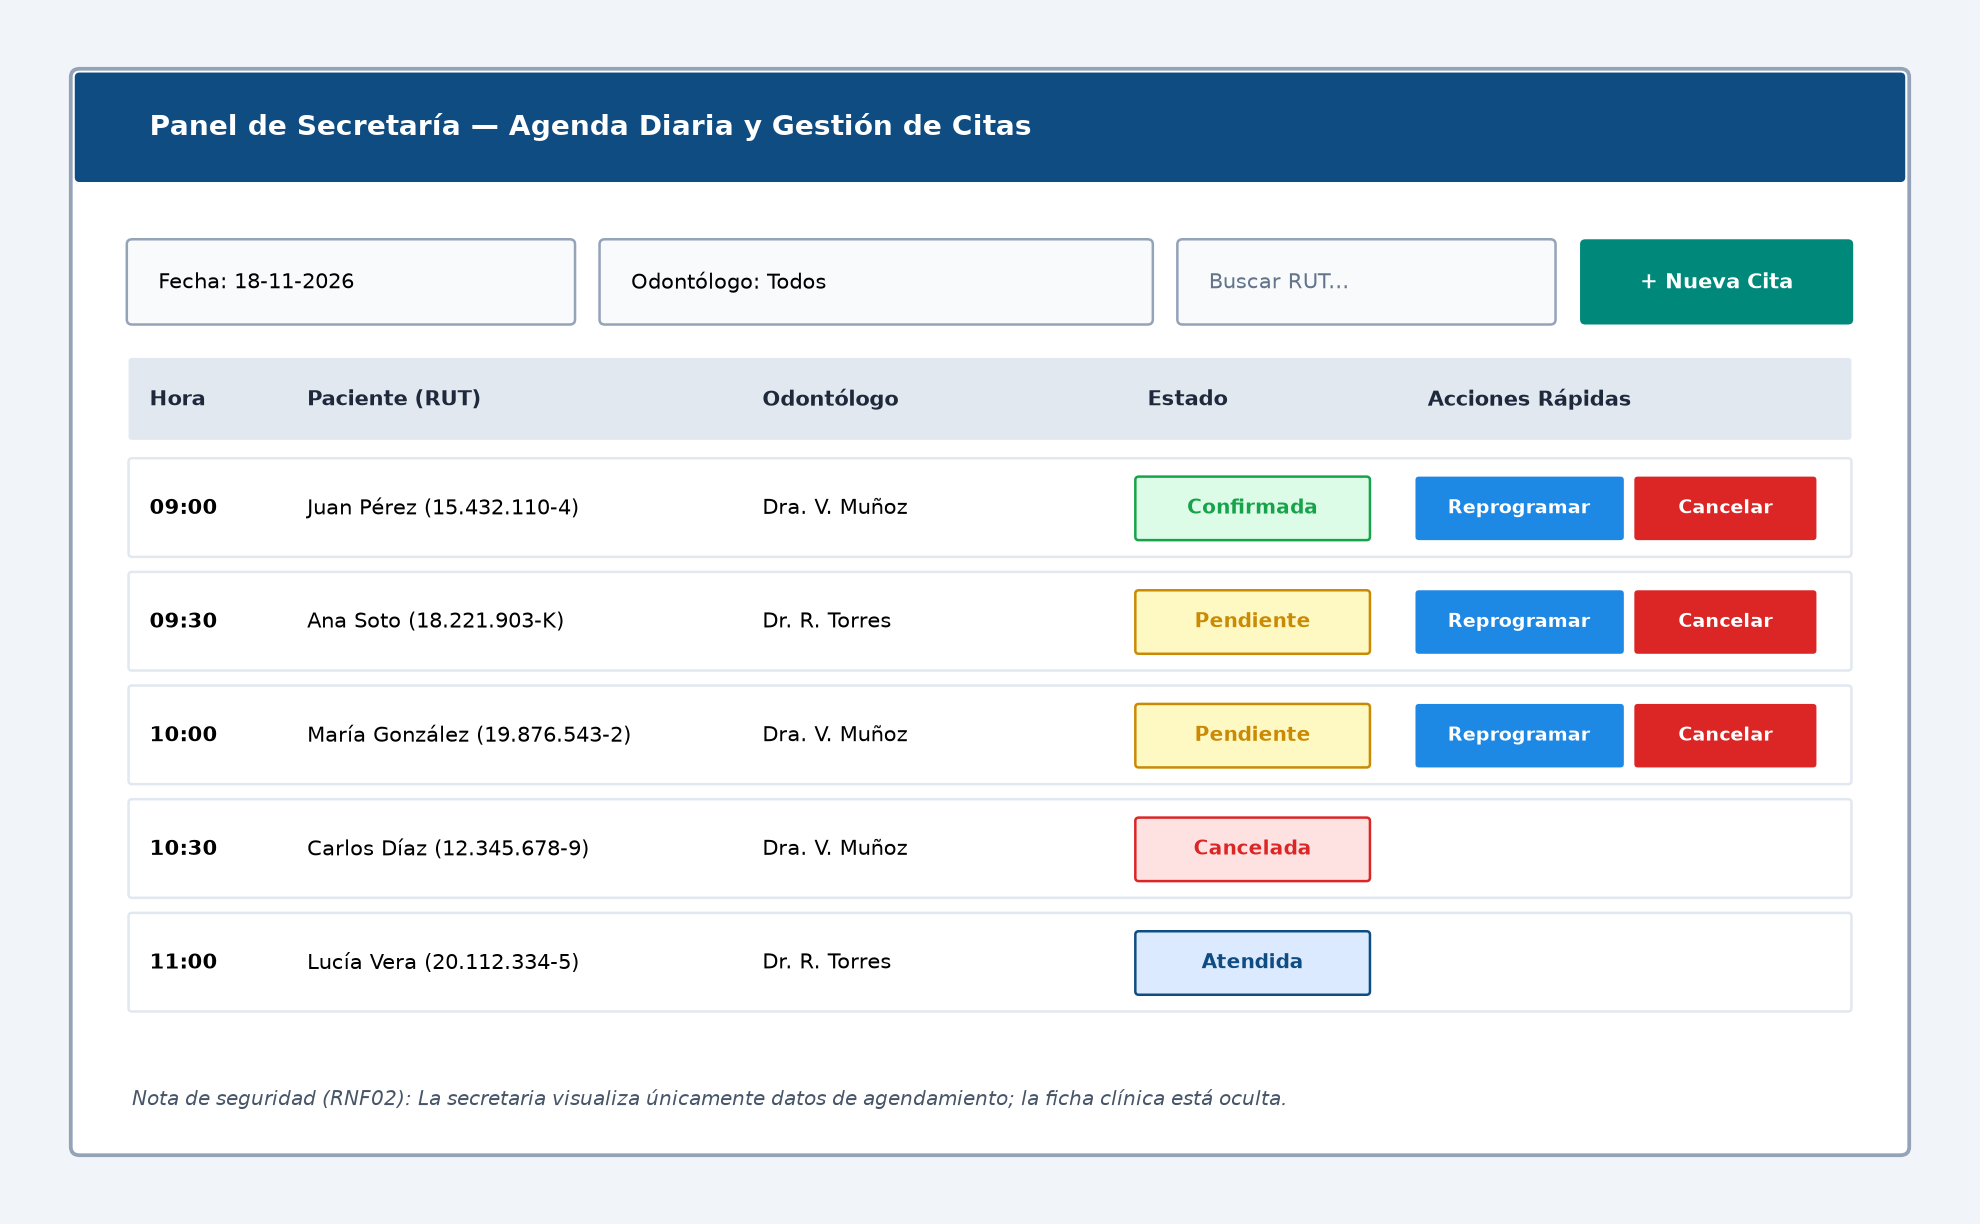 Panel de Secretaría — Agenda Diaria y Gestión de Citas
Fecha: 18-11-2026 Odontólogo: Todos Buscar RUT... + Nueva Cita
Hora Paciente (RUT) Odontólogo Estado Acciones Rápidas
09:00 Juan Pérez (15.432.110-4) Dra. V. Muñoz Confirmada Reprogramar Cancelar
09:30 Ana Soto (18.221.903-K) Dr. R. Torres Pendiente Reprogramar Cancelar
10:00 María González (19.876.543-2) Dra. V. Muñoz Pendiente Reprogramar Cancelar
10:30 Carlos Díaz (12.345.678-9) Dra. V. Muñoz Cancelada
11:00 Lucía Vera (20.112.334-5) Dr. R. Torres Atendida
Nota de seguridad (RNF02): La secretaria visualiza únicamente datos de agendamiento; la ficha clínica está oculta.